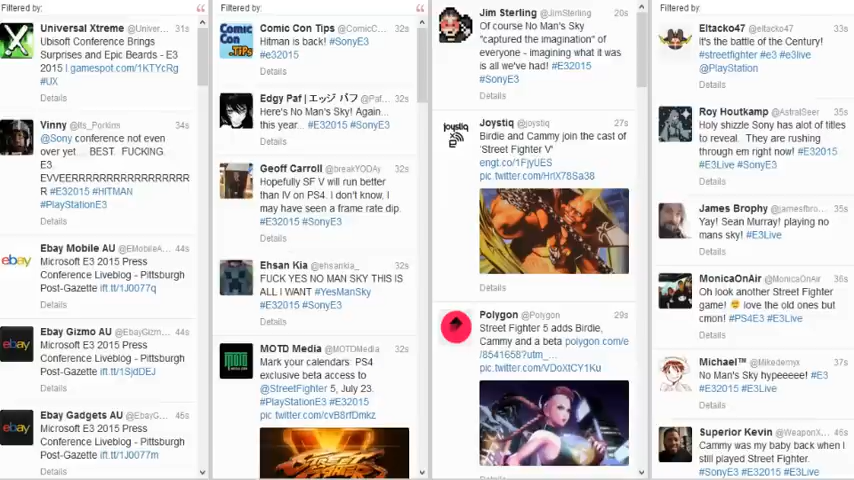 Filtered by:
Universal Xtreme @Univer... 31s
Ubisoft Conference Brings
Surprises and Epic Beards - E3
2015 | gamespot.com/1KTYcRg
#UX
Details
Vinny @Its_Porkins 34s
@Sony conference not even
over yet.... BEST. FUCKING.
E3.
EVVEERRRRRRRRRRRRRRRRR
R #E32015 #HITMAN
#PlayStationE3
Details
Ebay Mobile AU @EMobileA... 44s
Microsoft E3 2015 Press
Conference Liveblog - Pittsburgh
Post-Gazette ift.tt/1J0077q
Details
Ebay Gizmo AU @EbayGizm... 44s
Microsoft E3 2015 Press
Conference Liveblog - Pittsburgh
Post-Gazette ift.tt/1SjdDEJ
Details
Ebay Gadgets AU @EbayG... 45s
Microsoft E3 2015 Press
Conference Liveblog - Pittsburgh
Post-Gazette ift.tt/1J0077m
Details
Filtered by:
Comic Con Tips @ComicC... 32s
Hitman is back! #SonyE3
#e32015
Details
Edgy Paf | エッジ パフ @Paf... 32s
Here's No Man's Sky! Again...
this year... #E32015 #SonyE3
Details
Geoff Carroll @breakYODAy 32s
Hopefully SF V will run better
than IV on PS4. I don't know, I
may have seen a frame rate dip.
#E32015 #SonyE3
Details
Ehsan Kia @ehsankia_ 32s
FUCK YES NO MAN SKY THIS IS
ALL I WANT #YesManSky
#E32015 #SonyE3
Details
MOTD Media @MOTDMedia 32s
Mark your calendars: PS4
exclusive beta access to
@StreetFighter 5, July 23.
#PlayStationE3 #E32015
pic.twitter.com/cvB8rfDmkz
STREET FIGHTER
Jim Sterling @JimSterling 20s
Of course No Man's Sky
"captured the imagination" of
everyone - imagining what it was
is all we've had! #E32015
#SonyE3
Details
Joystiq @joystiq 27s
Birdie and Cammy join the cast of
'Street Fighter V'
engt.co/1FjyUES
pic.twitter.com/HrIX78Sa38
Details
Polygon @Polygon 29s
Street Fighter 5 adds Birdie,
Cammy and a beta polygon.com/e
/8541658?utm_...
pic.twitter.com/VDoXtCY1Ku
Details
Filtered by:
Eltacko47 @eltacko47 33s
It's the battle of the Century!
#streetfighter #e3 #e3live
@PlayStation
Details
Roy Houtkamp @AstralSeer 35s
Holy shizzle Sony has alot of titles
to reveal. They are rushing
through em right now! #E32015
#E3Live #SonyE3
Details
James Brophy @jamesfbro... 35s
Yay! Sean Murray! playing no
mans sky! #E3Live
Details
MonicaOnAir @MonicaOnAir 36s
Oh look another Street Fighter
game! love the old ones but
cmon! #PS4E3 #E3Live
Details
Michael™ @Mikedemyx 37s
No Man's Sky hypeeeee! #E3
#E32015 #E3Live
Details
Superior Kevin @WeaponX... 46s
Cammy was my baby back when I
still played Street Fighter.
#SonyE3 #E32015 #E3Live